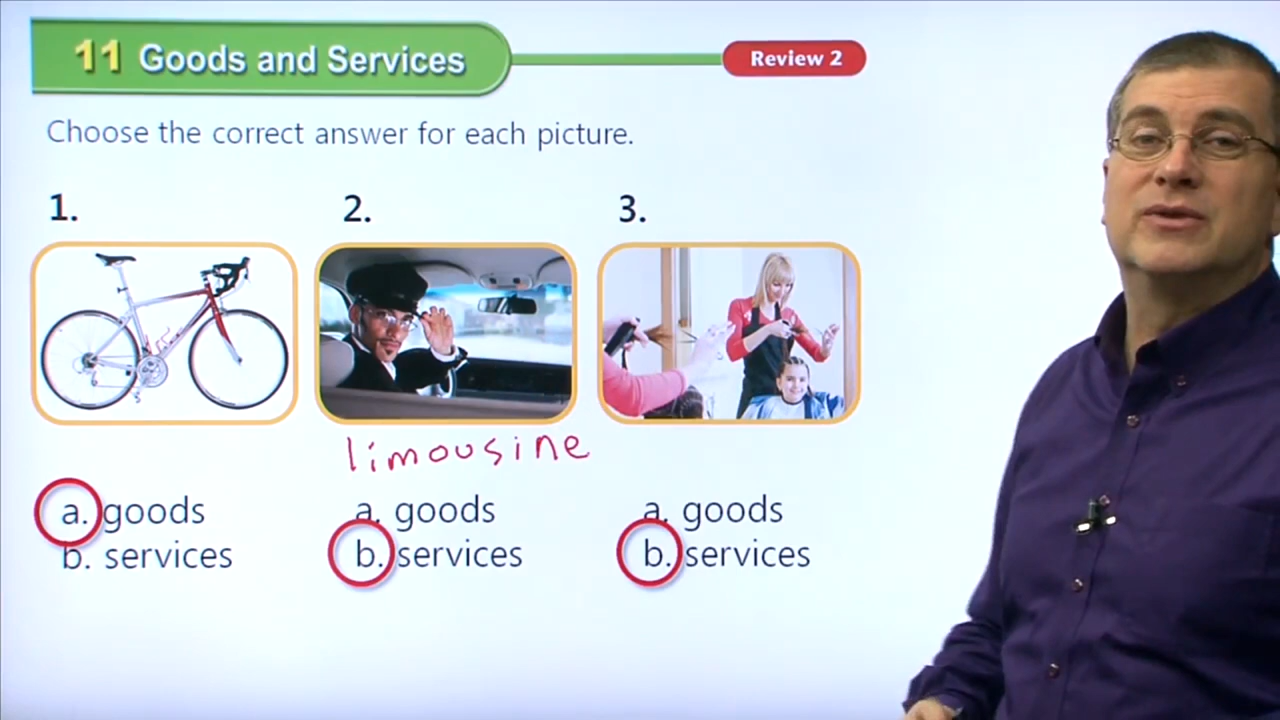 11 Goods and Services
Review 2
Choose the correct answer for each picture.
1. 2. 3.
limousine
a. goods a. goods a. goods
b. services b. services b. services